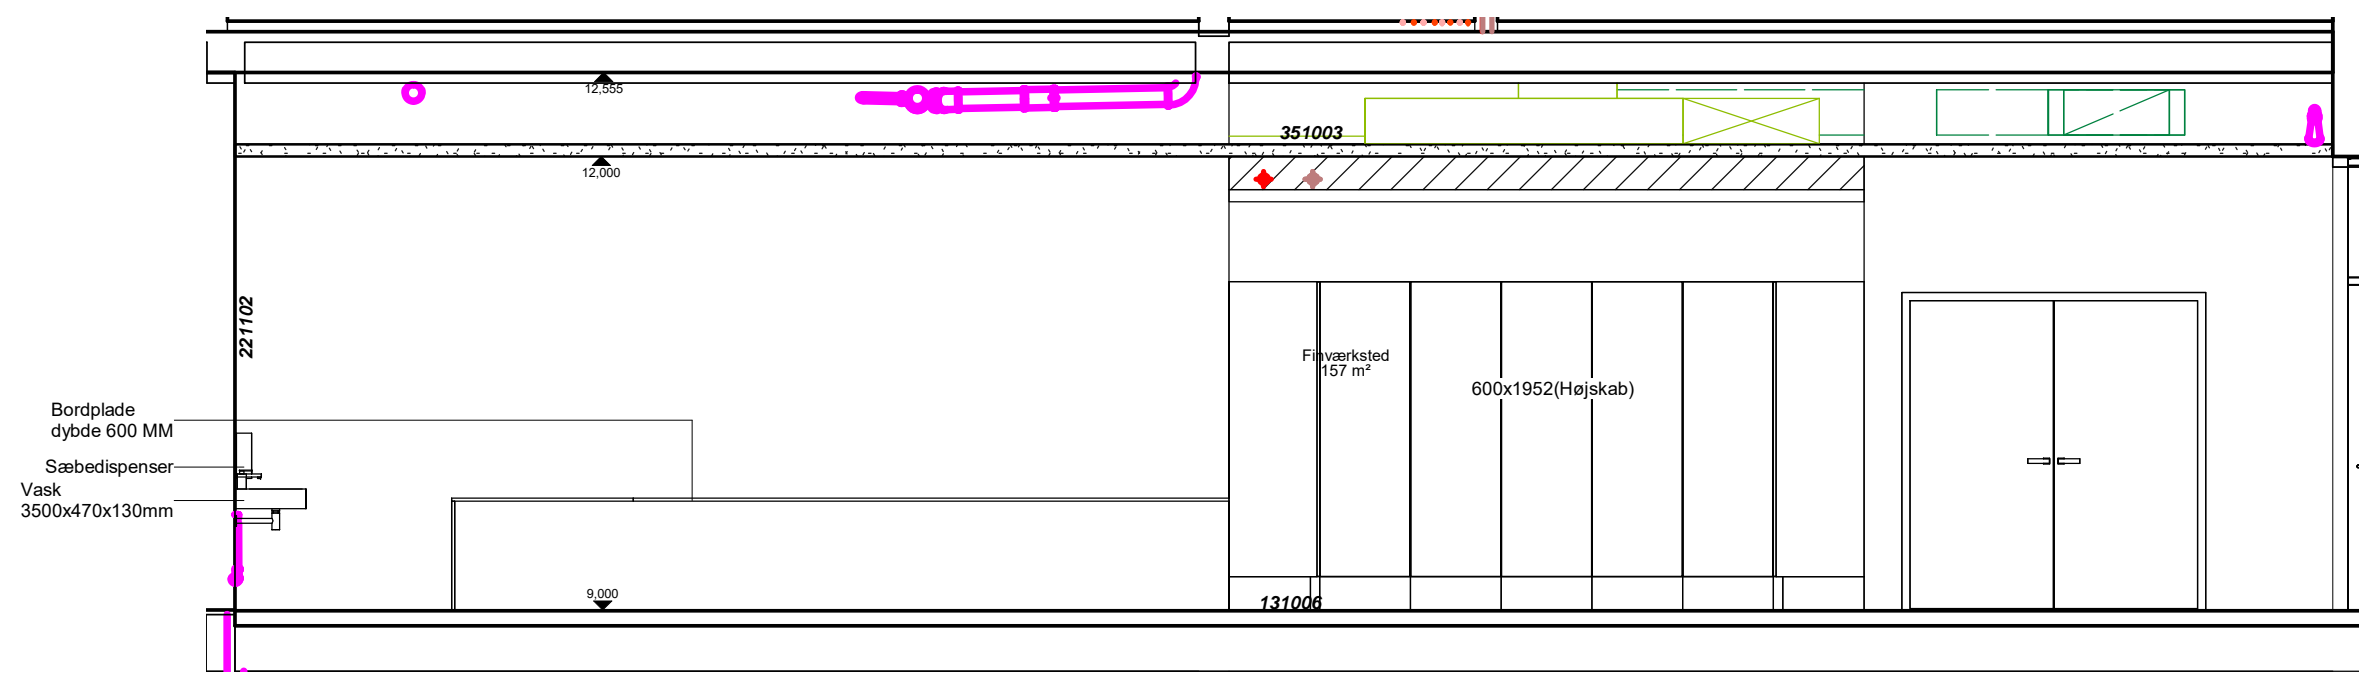 12,555
351003
12,000
221102
Finværksted
157 m²
600x1952(Højskab)
Bordplade
dybde 600 MM
Sæbedispenser
Vask
3500x470x130mm
9,000
131006